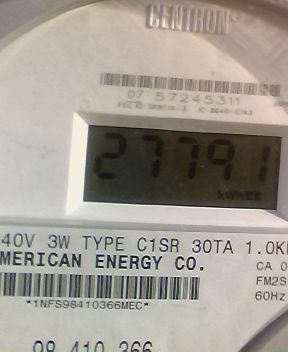 CENTRON
07 57245311
27791
40V 3W TYPE C1SR 30TA 1.0K
MERICAN ENERGY CO.
CA 0
FM2S
60Hz
*1NFS98410366MEC*
98 410 366